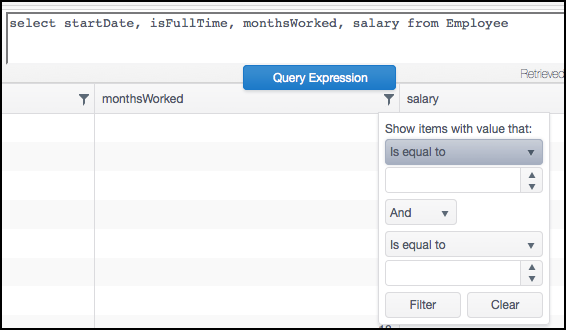 select startDate, isFullTime, monthsWorked, salary from Employee
Query Expression
Retrieved
monthsWorked
salary
Show items with value that:
Is equal to
And
Is equal to
Filter
Clear